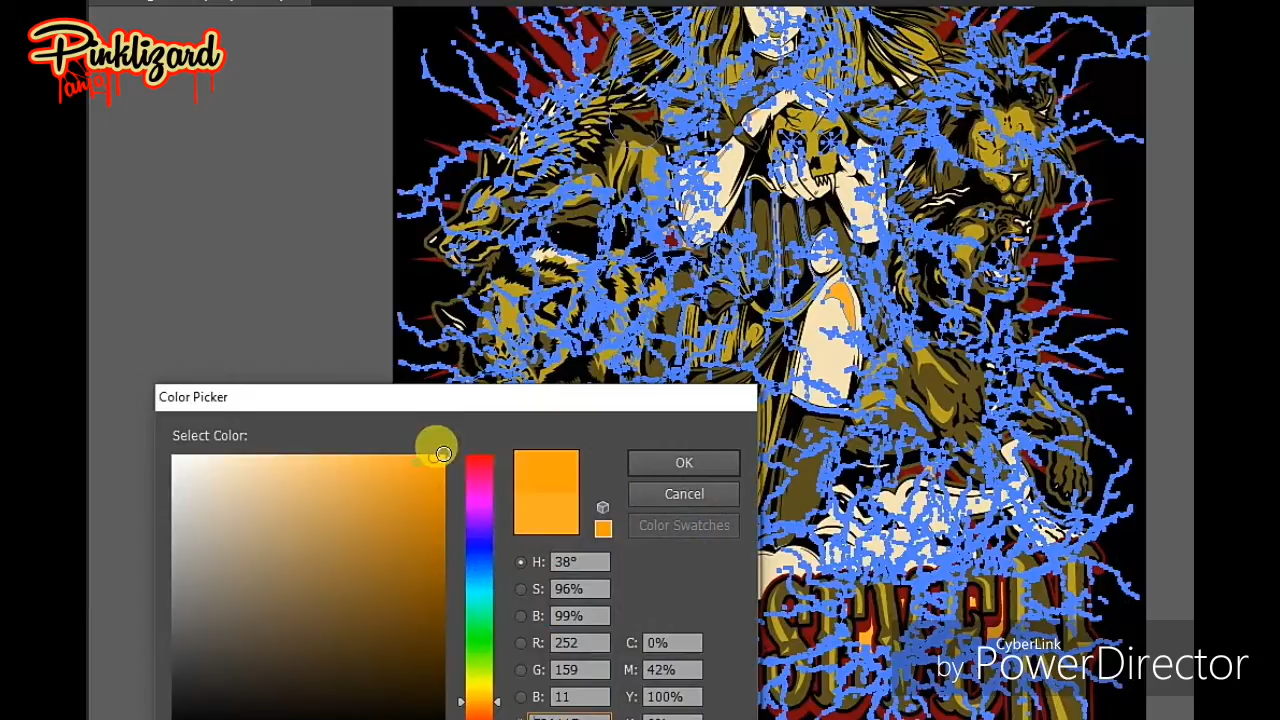 Pinklizard
Color Picker
Select Color:
OK
Cancel
Color Swatches
H: 38°
S: 96%
B: 99%
R: 252 C: 0%
G: 159 M: 42%
B: 11 Y: 100%
CyberLink
by PowerDirector